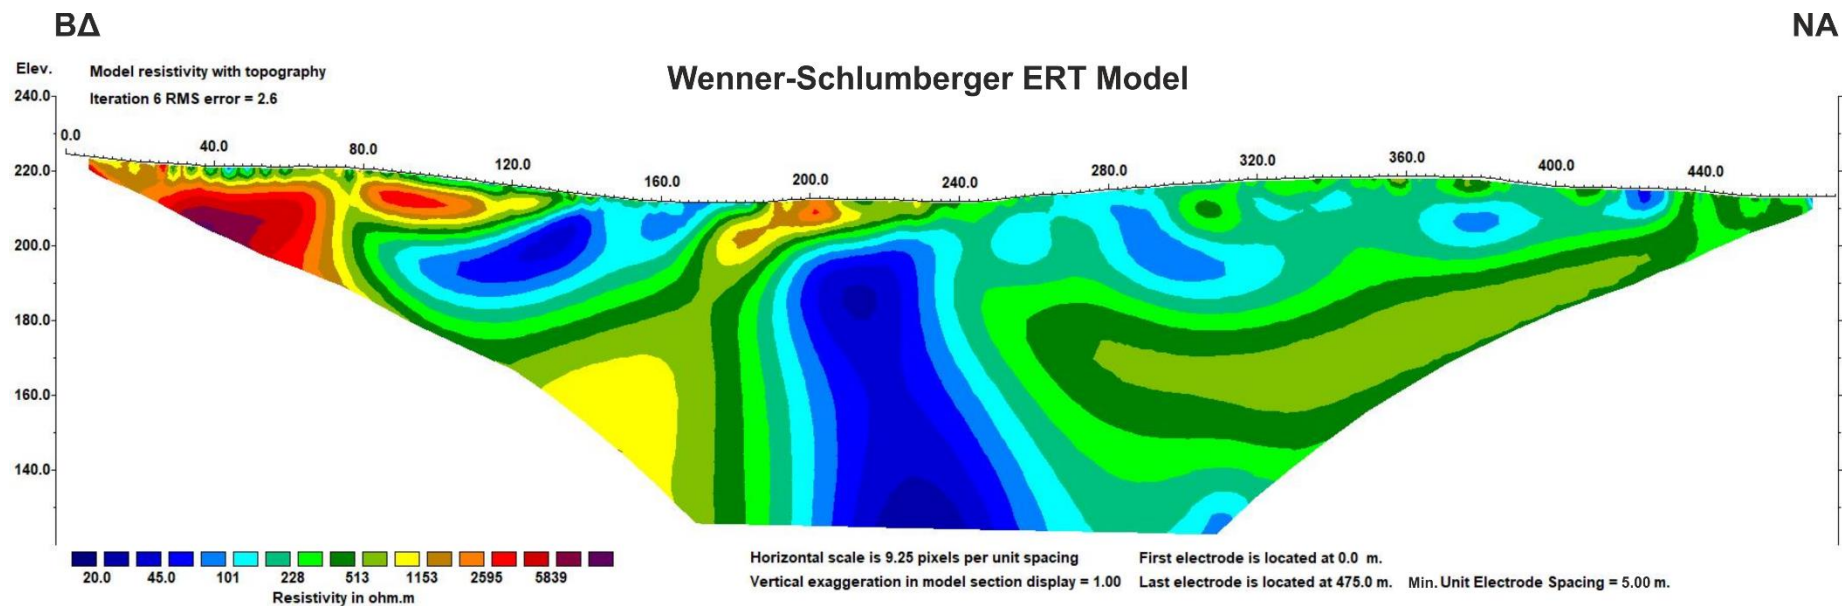 ΒΔ
ΝΑ
Elev.
Model resistivity with topography
Wenner-Schlumberger ERT Model
Iteration 6 RMS error = 2.6
240.0
0.0
40.0
80.0
120.0
160.0
200.0
240.0
280.0
320.0
360.0
400.0
440.0
220.0
200.0
180.0
160.0
140.0
20.0 45.0 101 228 513 1153 2595 5839
Resistivity in ohm.m
Horizontal scale is 9.25 pixels per unit spacing
Vertical exaggeration in model section display = 1.00
First electrode is located at 0.0 m.
Last electrode is located at 475.0 m. Min. Unit Electrode Spacing = 5.00 m.